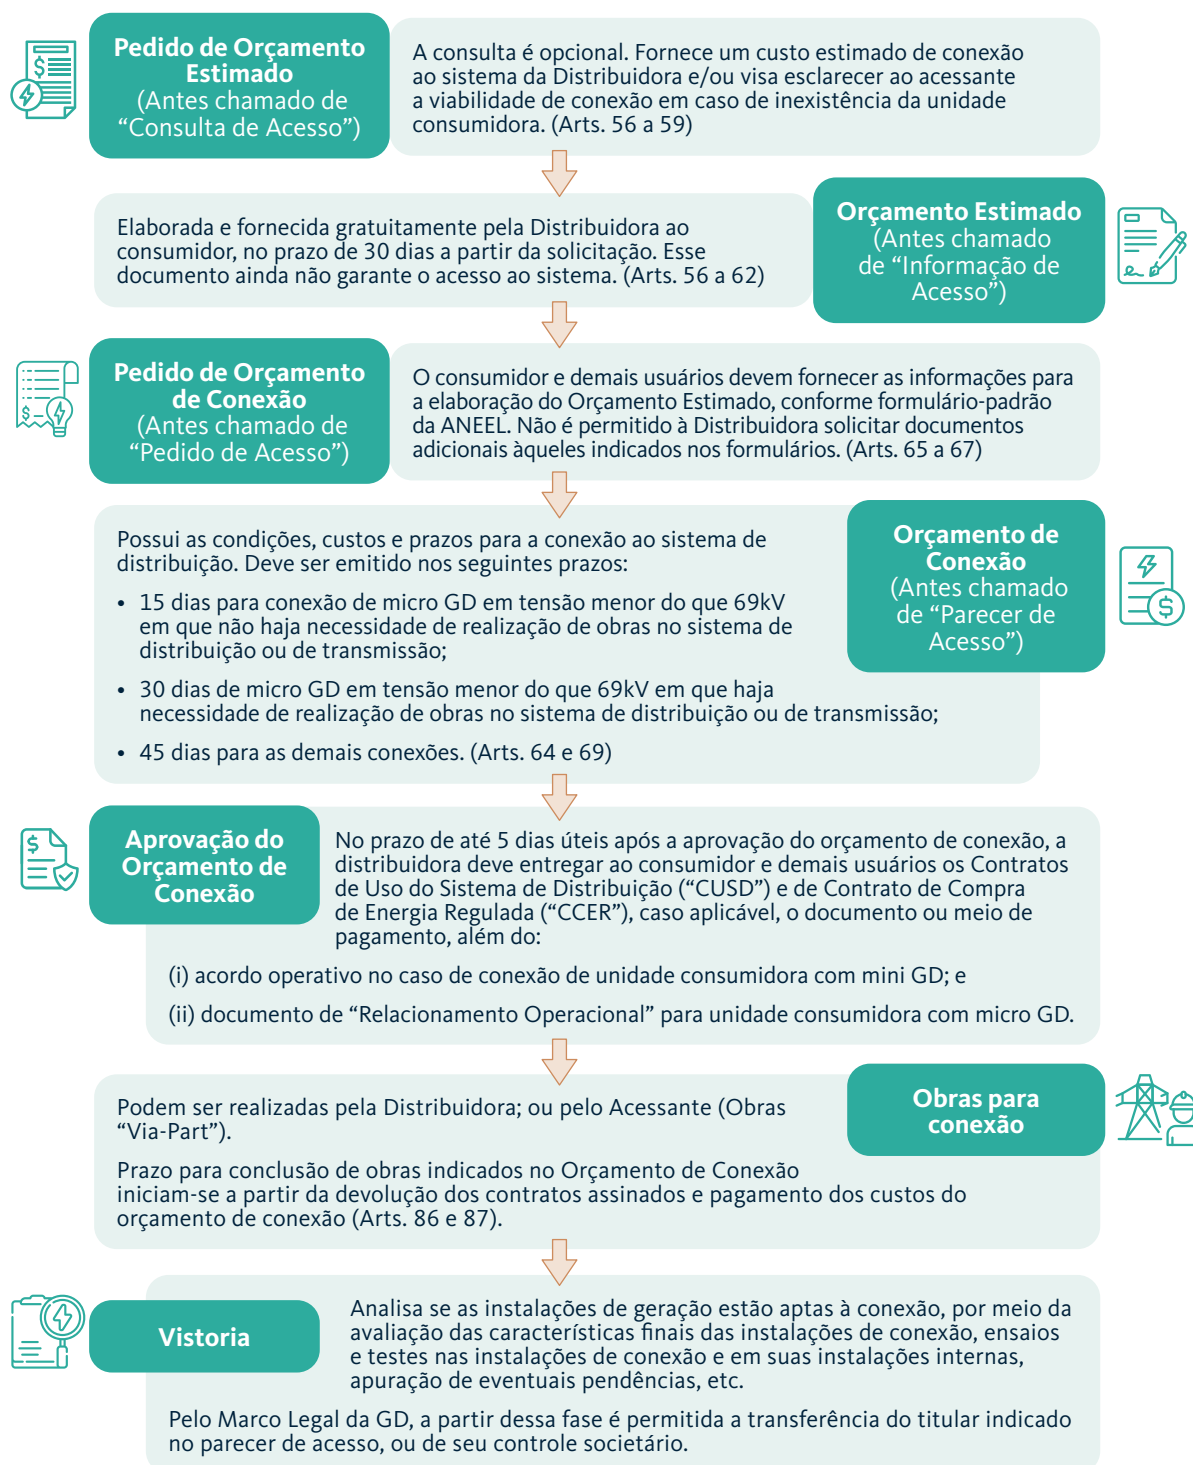 Pedido de Orçamento
Estimado
(Antes chamado de
“Consulta de Acesso”)
A consulta é opcional. Fornece um custo estimado de conexão
ao sistema da Distribuidora e/ou visa esclarecer ao acessante
a viabilidade de conexão em caso de inexistência da unidade
consumidora. (Arts. 56 a 59)
Elaborada e fornecida gratuitamente pela Distribuidora ao
consumidor, no prazo de 30 dias a partir da solicitação. Esse
documento ainda não garante o acesso ao sistema. (Arts. 56 a 62)
Orçamento Estimado
(Antes chamado
de “Informação de
Acesso”)
Pedido de Orçamento
de Conexão
(Antes chamado de
“Pedido de Acesso”)
O consumidor e demais usuários devem fornecer as informações para
a elaboração do Orçamento Estimado, conforme formulário-padrão
da ANEEL. Não é permitido à Distribuidora solicitar documentos
adicionais àqueles indicados nos formulários. (Arts. 65 a 67)
Orçamento de
Conexão
(Antes chamado
de “Parecer de
Acesso”)
Possui as condições, custos e prazos para a conexão ao sistema de
distribuição. Deve ser emitido nos seguintes prazos:
• 15 dias para conexão de micro GD em tensão menor do que 69kV
em que não haja necessidade de realização de obras no sistema de
distribuição ou de transmissão;
• 30 dias de micro GD em tensão menor do que 69kV em que haja
necessidade de realização de obras no sistema de distribuição ou de transmissão;
• 45 dias para as demais conexões. (Arts. 64 e 69)
Aprovação do
Orçamento de
Conexão
No prazo de até 5 dias úteis após a aprovação do orçamento de conexão, a
distribuidora deve entregar ao consumidor e demais usuários os Contratos
de Uso do Sistema de Distribuição (“CUSD”) e de Contrato de Compra
de Energia Regulada (“CCER”), caso aplicável, o documento ou meio de
pagamento, além do:
(i) acordo operativo no caso de conexão de unidade consumidora com mini GD; e
(ii) documento de “Relacionamento Operacional” para unidade consumidora com micro GD.
Obras para
conexão
Podem ser realizadas pela Distribuidora; ou pelo Acessante (Obras
“Via-Part”).
Prazo para conclusão de obras indicados no Orçamento de Conexão
iniciam-se a partir da devolução dos contratos assinados e pagamento dos custos do
orçamento de conexão (Arts. 86 e 87).
Vistoria
Analisa se as instalações de geração estão aptas à conexão, por meio da
avaliação das características finais das instalações de conexão, ensaios
e testes nas instalações de conexão e em suas instalações internas,
apuração de eventuais pendências, etc.
Pelo Marco Legal da GD, a partir dessa fase é permitida a transferência do titular indicado
no parecer de acesso, ou de seu controle societário.